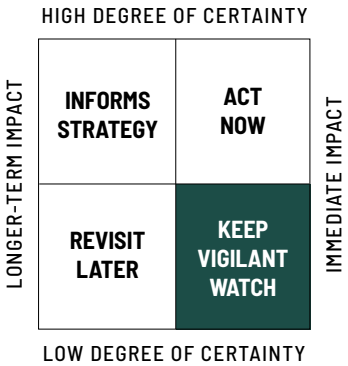 HIGH DEGREE OF CERTAINTY
LONGER-TERM IMPACT
INFORMS
STRATEGY
ACT
NOW
IMMEDIATE IMPACT
REVISIT
LATER
KEEP
VIGILANT
WATCH
LOW DEGREE OF CERTAINTY